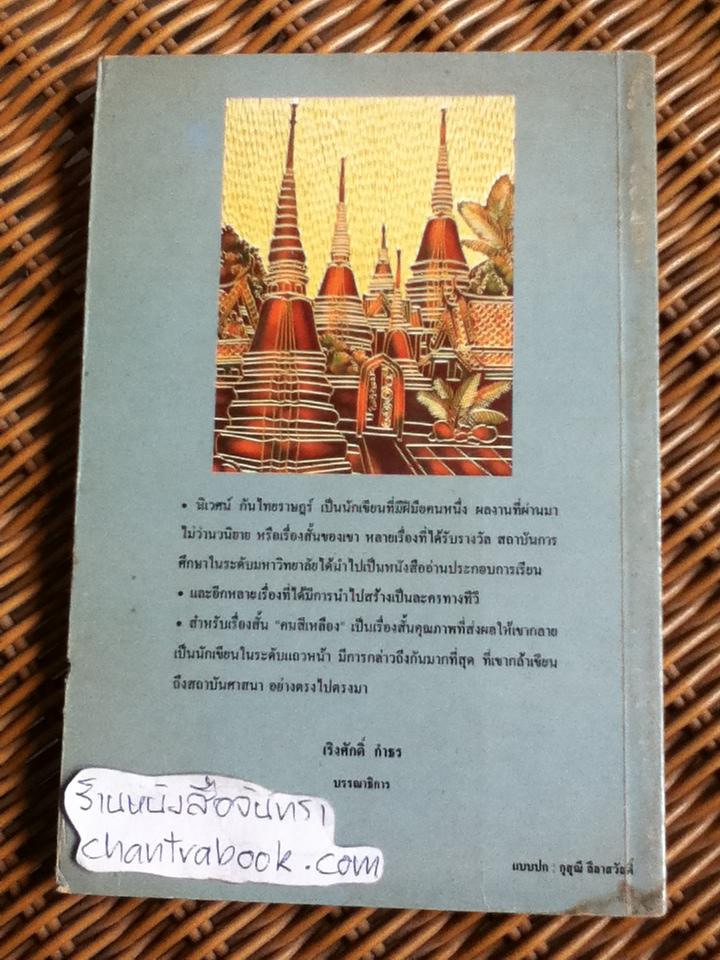 • นิเวศน์ กันไทยราษฎร์ เป็นนักเขียนที่มีฝีมือคนหนึ่ง ผลงานที่ผ่านมา
ไม่ว่านวนิยาย หรือเรื่องสั้นของเขา หลายเรื่องที่ได้รับรางวัล สถาบันการ
ศึกษาในระดับมหาวิทยาลัยได้นำไปเป็นหนังสืออ่านประกอบการเรียน
• และอีกหลายเรื่องที่ได้มีการนำไปสร้างเป็นละครทางทีวี
• สำหรับเรื่องสั้น "คนสีเหลือง" เป็นเรื่องสั้นคุณภาพที่ส่งผลให้เขากลาย
เป็นนักเขียนในระดับแถวหน้า มีการกล่าวถึงกันมากที่สุด ที่เขากล้าเขียน
ถึงสถาบันศาสนา อย่างตรงไปตรงมา
เริงศักดิ์ กำธร
บรรณาธิการ
ร้านหนังสือจันทรา
chantrabook.com
แบบปก : กุสุณี ลีลาสวัสดิ์